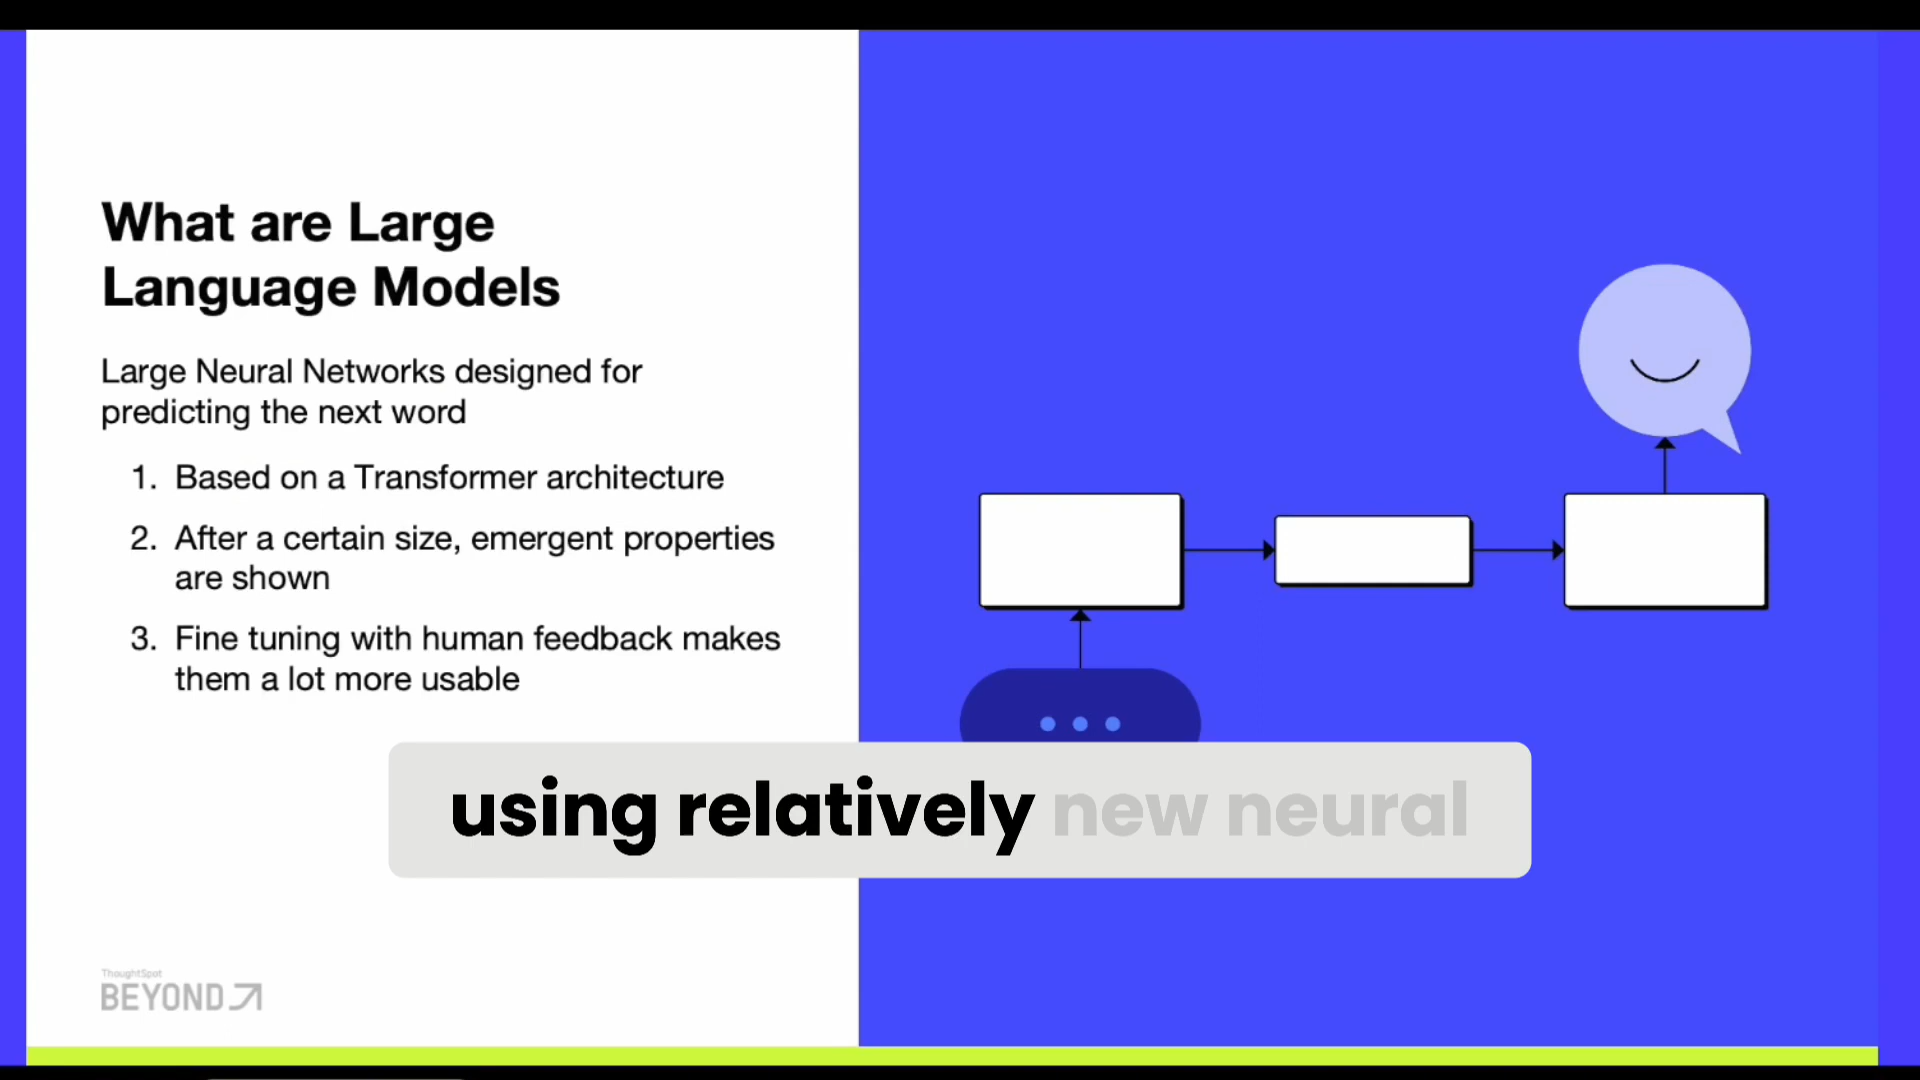 What are Large
Language Models
Large Neural Networks designed for
predicting the next word
1. Based on a Transformer architecture
2. After a certain size, emergent properties
are shown
3. Fine tuning with human feedback makes
them a lot more usable
using relatively new neural
ThoughtSpot
BEYOND